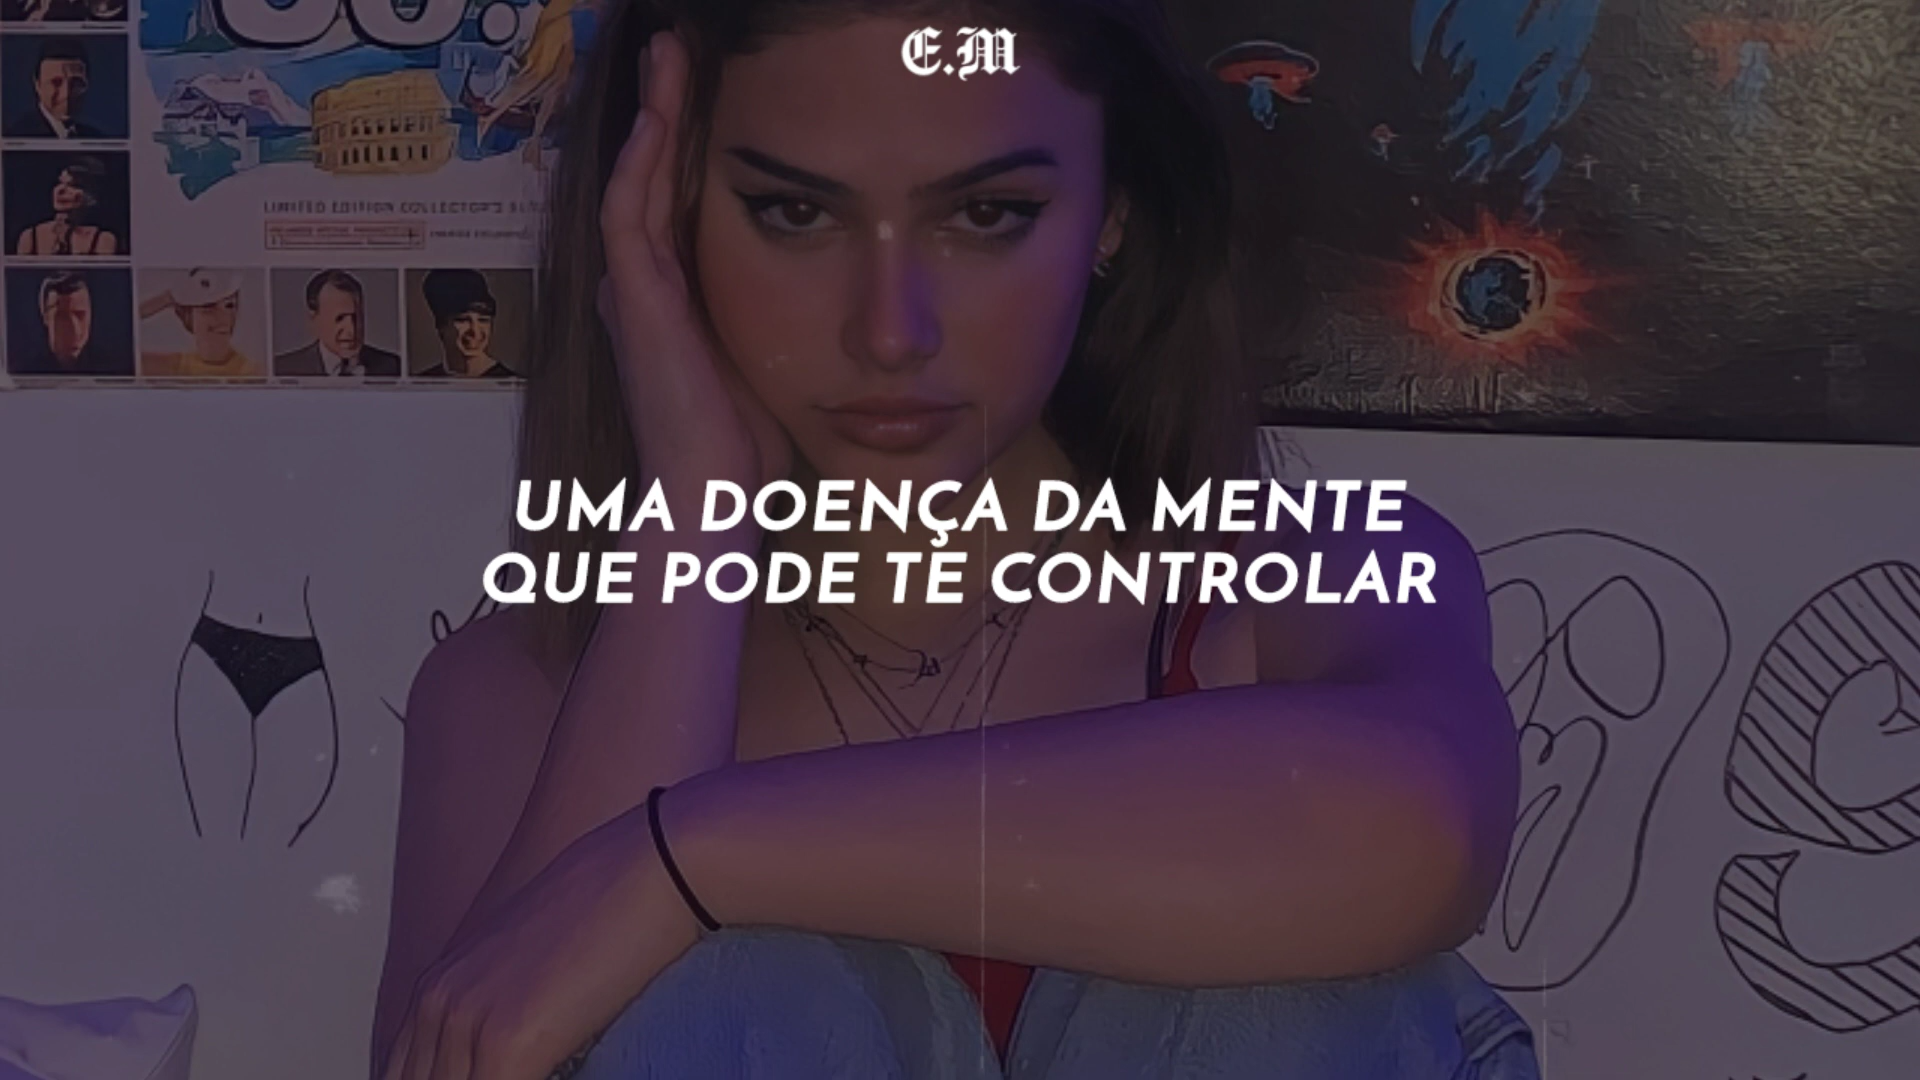 E.M
LIMITED EDITION COLLECTOR'S
UMA DOENÇA DA MENTE
QUE PODE TE CONTROLAR